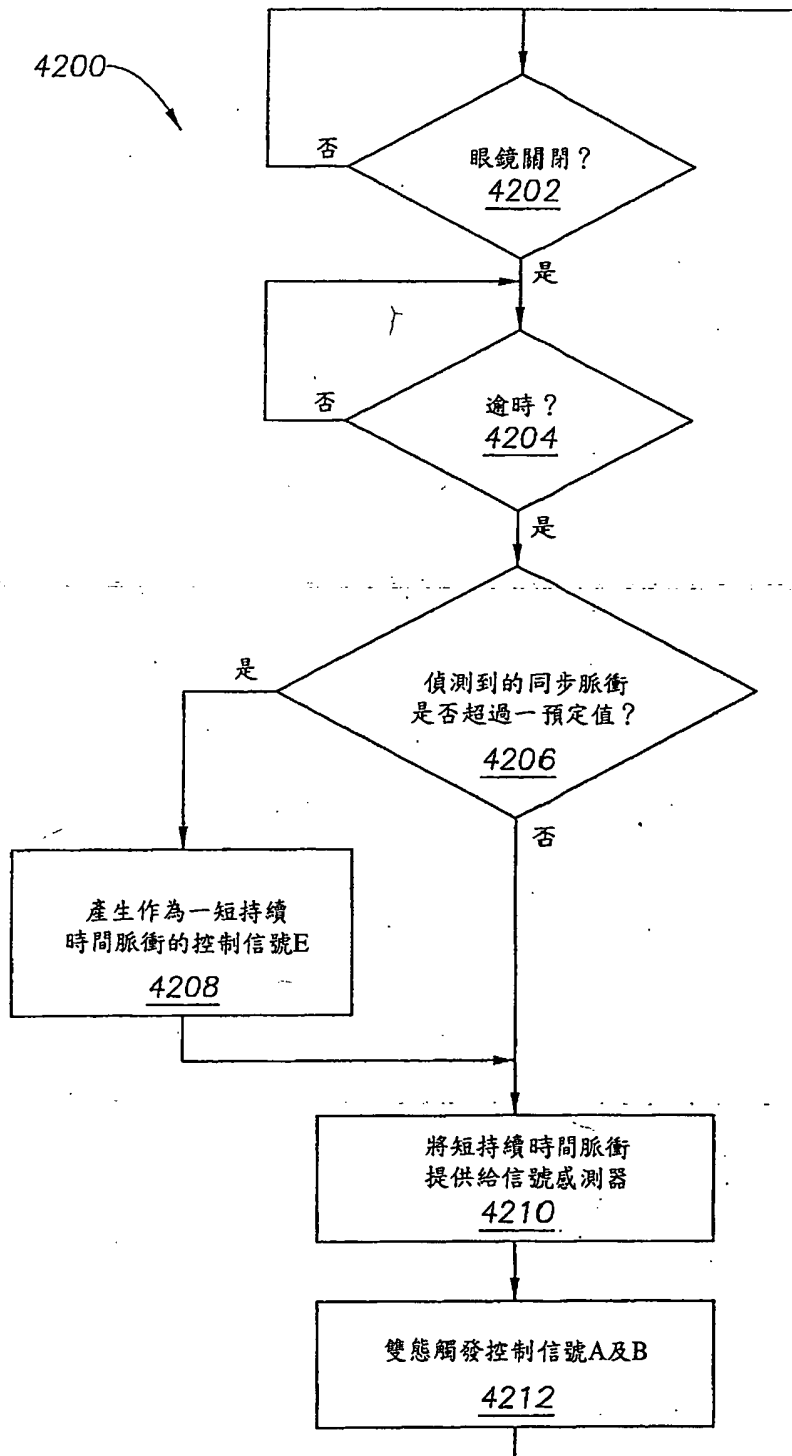 4200
否
眼鏡關閉？
4202
是
否
逾時？
4204
是
是
偵測到的同步脈衝
是否超過一預定值？
4206
否
產生作為一短持續
時間脈衝的控制信號E
4208
將短持續時間脈衝
提供给信號感測器
4210
雙態觸發控制信號A及B
4212